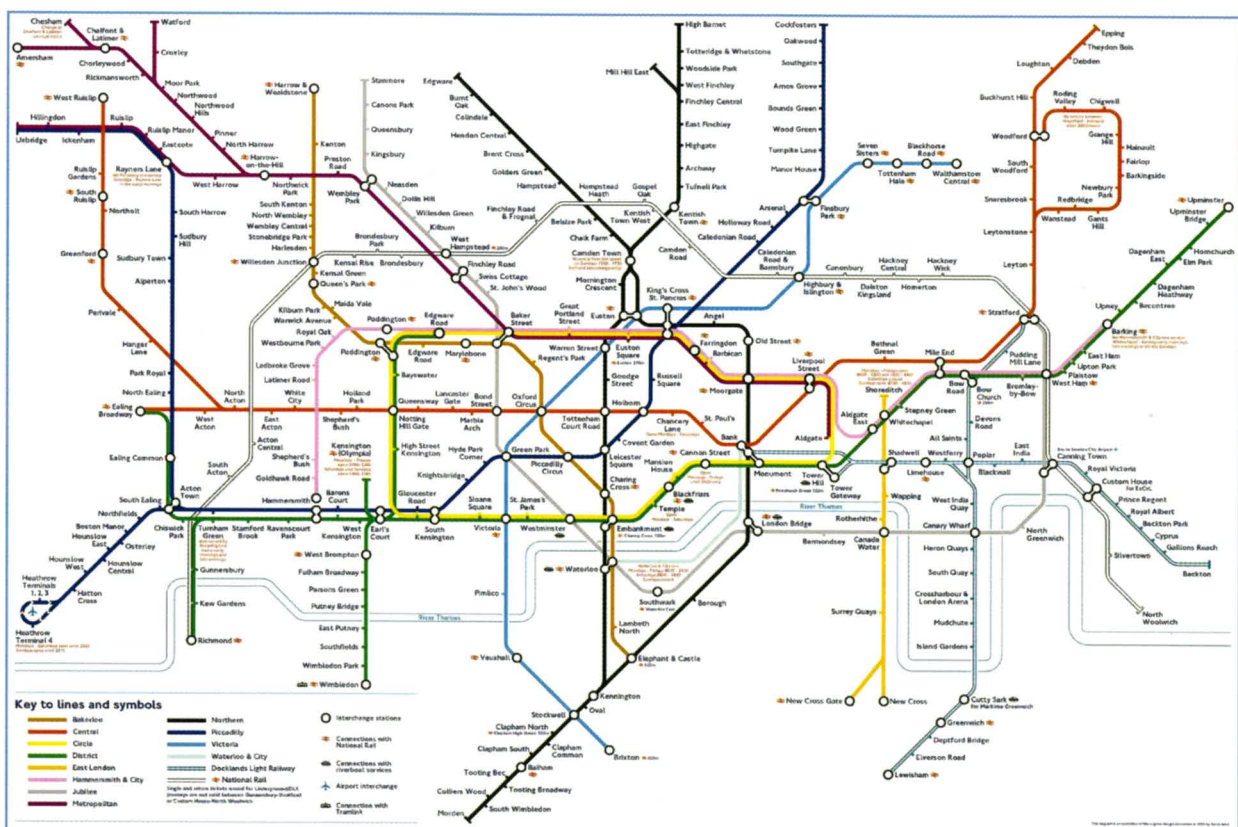 Chesham
Watford
Chalfont &
Latimer
Croxley
Amersham
Chorleywood
Rickmansworth
Moor Park
Northwood
Northwood
Hills
West Ruislip
Pinner
North Harrow
Harrow-
on-the-Hill
Hillingdon
Ruislip
Ruislip Manor
Eastcote
Uxbridge
Ickenham
Rayners Lane
West Harrow
Northwick
Park
Preston
Road
Wembley
Park
Harrow &
Wealdstone
Kenton
South Kenton
North Wembley
Wembley Central
Stonebridge Park
Harlesden
Willesden Junction
Kensal Green
Queen's Park
Kilburn Park
Maida Vale
Warwick Avenue
Royal Oak
Westbourne Park
Ladbroke Grove
Latimer Road
Stanmore
Canons Park
Queensbury
Kingsbury
Neasden
Dollis Hill
Willesden Green
Kilburn
West
Hampstead
Finchley Road
Swiss Cottage
St. John's Wood
Edgware
Burnt
Oak
Colindale
Hendon Central
Brent Cross
Golders Green
Hampstead
Belsize Park
Chalk Farm
Camden Town
Mornington
Crescent
Euston
High Barnet
Totteridge & Whetstone
Woodside Park
Mill Hill East
West Finchley
Finchley Central
East Finchley
Highgate
Archway
Tufnell Park
Kentish
Town
Cockfosters
Oakwood
Southgate
Arnos Grove
Bounds Green
Wood Green
Turnpike Lane
Manor House
Finsbury
Park
Arsenal
Holloway Road
Caledonian Road
Seven
Sisters
Blackhorse
Road
Tottenham
Hale
Walthamstow
Central
Highbury &
Islington
King's Cross
St. Pancras
Epping
Theydon Bois
Debden
Loughton
Buckhurst Hill
Roding
Valley
Chigwell
Grange
Hill
Hainault
Fairlop
Barkingside
Newbury
Park
Gants
Hill
Redbridge
Wanstead
Woodford
South
Woodford
Snaresbrook
Leytonstone
Leyton
Stratford
Upminster
Upminster
Bridge
Hornchurch
Elm Park
Dagenham
East
Dagenham
Heathway
Becontree
Upney
Barking
East Ham
Upton Park
Plaistow
West Ham
Bromley-
by-Bow
Bow
Road
Bow
Church
Pudding
Mill Lane
Mile End
Bethnal
Green
Stepney Green
Whitechapel
Shoreditch
Aldgate
East
Aldgate
Liverpool
Street
Moorgate
Old Street
Angel
Farringdon
Barbican
Finchley Road
& Frognal
Hampstead
Heath
Gospel
Oak
Kentish
Town West
Camden
Road
Caledonian
Road &
Barnsbury
Canonbury
Dalston
Kingsland
Hackney
Central
Homerton
Hackney
Wick
Brondesbury
Park
Kensal Rise
Brondesbury
Ruislip
Gardens
South
Ruislip
Northolt
Greenford
Perivale
Hanger
Lane
South Harrow
Sudbury
Hill
Sudbury Town
Alperton
Park Royal
North Ealing
Ealing
Broadway
West
Acton
North
Acton
East
Acton
White
City
Shepherd's
Bush
Holland
Park
Notting
Hill Gate
Queensway
Lancaster
Gate
Marble
Arch
Bond
Street
Oxford
Circus
Tottenham
Court Road
Holborn
Chancery
Lane
St. Paul's
Bank
Paddington
Edgware
Road
Paddington
Edgware
Road
Marylebone
Baker
Street
Great
Portland
Street
Regent's Park
Warren Street
Euston
Square
Goodge
Street
Russell
Square
Bayswater
High Street
Kensington
Kensington
(Olympia)
Acton
Central
South
Acton
Shepherd's
Bush
Goldhawk Road
Hammersmith
Barons
Court
Ealing Common
South Ealing
Acton
Town
Northfields
Boston Manor
Osterley
Hounslow
East
Hounslow
Central
Hounslow
West
Hatton
Cross
Heathrow
Terminals
1, 2, 3
Heathrow
Terminal 4
Chiswick
Park
Turnham
Green
Stamford
Brook
Ravenscourt
Park
West
Kensington
Earl's
Court
Gloucester
Road
South
Kensington
Knightsbridge
Hyde Park
Corner
Green Park
Piccadilly
Circus
Leicester
Square
Covent Garden
Charing
Cross
Sloane
Square
Victoria
St. James's
Park
Westminster
Embankment
Temple
Blackfriars
Mansion
House
Cannon Street
Monument
Tower
Hill
Tower
Gateway
London Bridge
Gunnersbury
Kew Gardens
Richmond
West Brompton
Fulham Broadway
Parsons Green
Putney Bridge
East Putney
Southfields
Wimbledon Park
Wimbledon
Pimlico
Vauxhall
Stockwell
Brixton
Waterloo
Southwark
Lambeth
North
Elephant & Castle
Borough
Kennington
Oval
Clapham North
Clapham
Common
Clapham South
Balham
Tooting Bec
Tooting Broadway
Colliers Wood
South Wimbledon
Morden
Shadwell
Limehouse
Westferry
Poplar
All Saints
Devons
Road
Blackwall
East
India
Canning Town
Royal Victoria
Custom House
for ExCeL
Prince Regent
Royal Albert
Beckton Park
Cyprus
Gallions Reach
Beckton
Silvertown
North
Woolwich
North
Greenwich
Wapping
Rotherhithe
Canada
Water
Bermondsey
Surrey Quays
New Cross Gate
New Cross
West India
Quay
Canary Wharf
Heron Quays
South Quay
Crossharbour &
London Arena
Mudchute
Island Gardens
Cutty Sark
for Maritime Greenwich
Greenwich
Deptford Bridge
Elverson Road
Lewisham
River Thames
River Thames
Key to lines and symbols
Bakerloo
Central
Circle
District
East London
Hammersmith & City
Jubilee
Metropolitan
Northern
Piccadilly
Victoria
Waterloo & City
Docklands Light Railway
National Rail
Interchange stations
Connections with
National Rail
Connections with
riverboat services
Airport interchange
Connection with
Tramlink